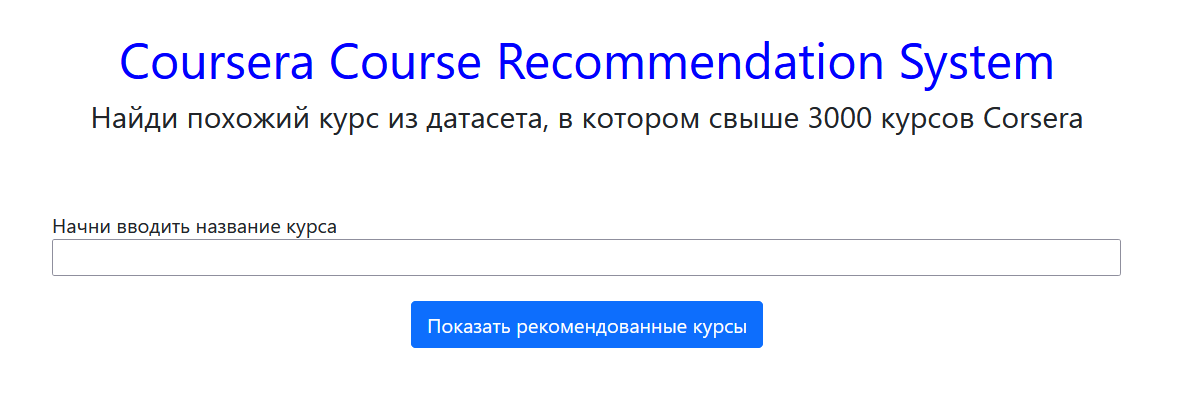 Coursera Course Recommendation System
Найди похожий курс из датасета, в котором свыше 3000 курсов Corsera
Начни вводить название курса
Показать рекомендованные курсы